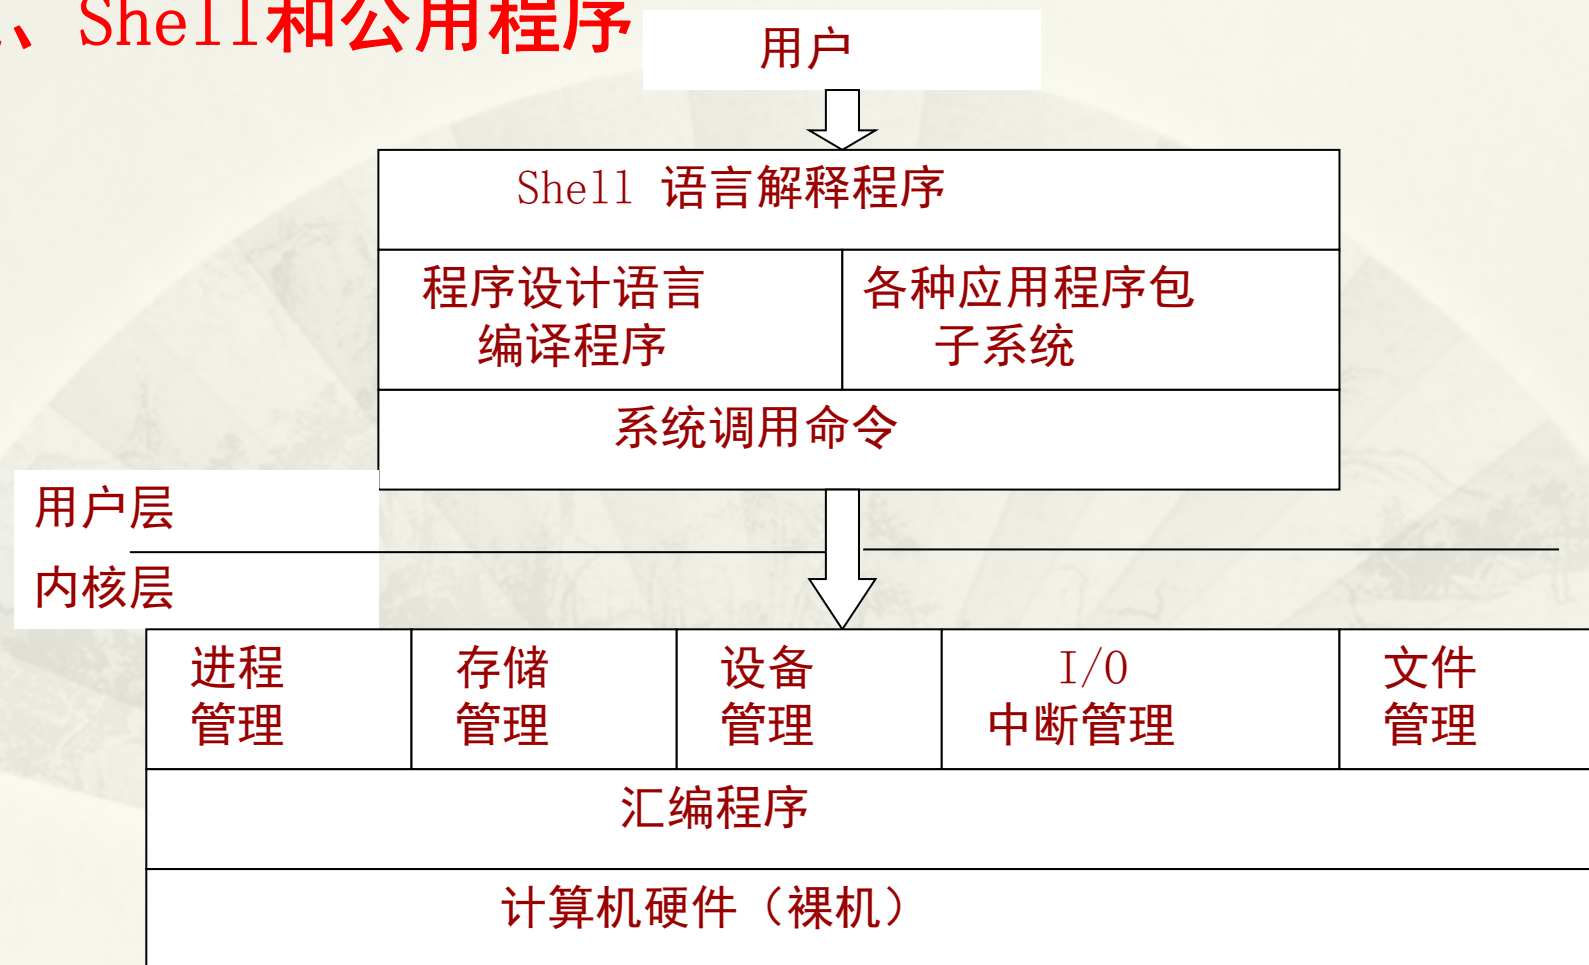 、Shell和公用程序
用户
Shell 语言解释程序
程序设计语言
编译程序
各种应用程序包
子系统
系统调用命令
用户层
内核层
进程
管理
存储
管理
设备
管理
I/O
中断管理
文件
管理
汇编程序
计算机硬件（裸机）